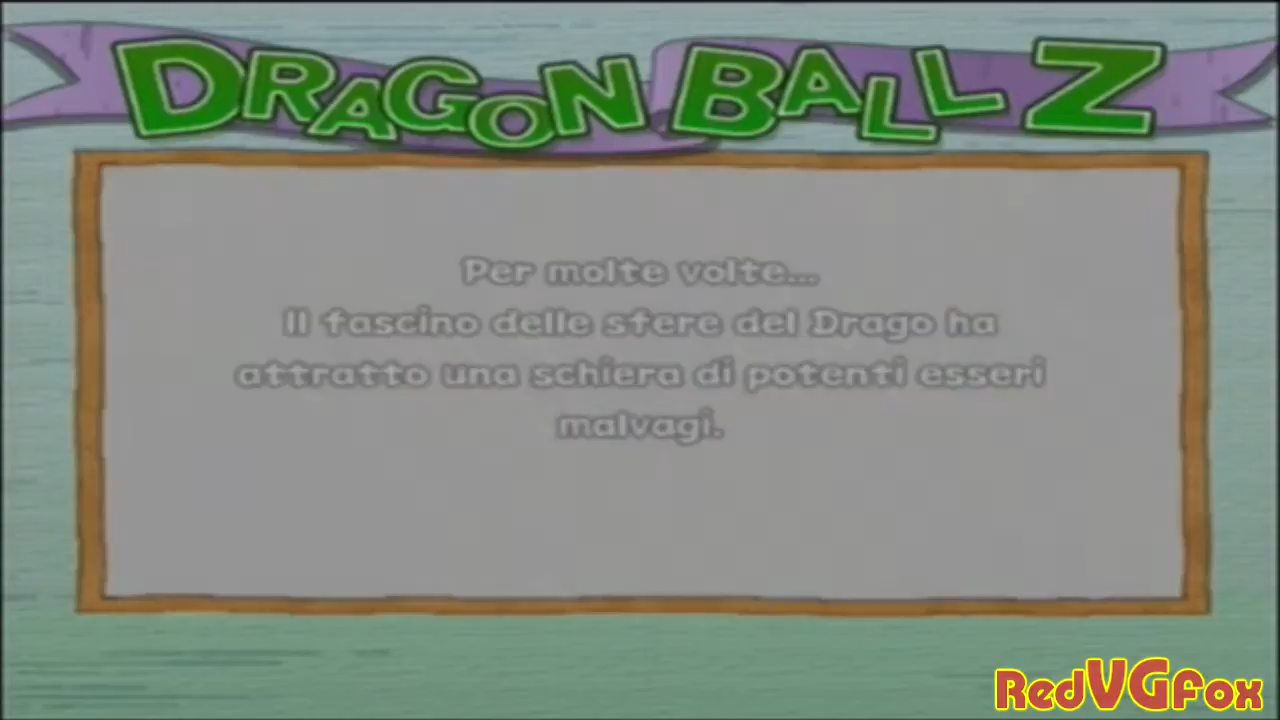 DRAGON BALL Z
Per molte volte...
Il fascino delle sfere del Drago ha
attratto una schiera di potenti esseri
malvagi.
RedVGFox